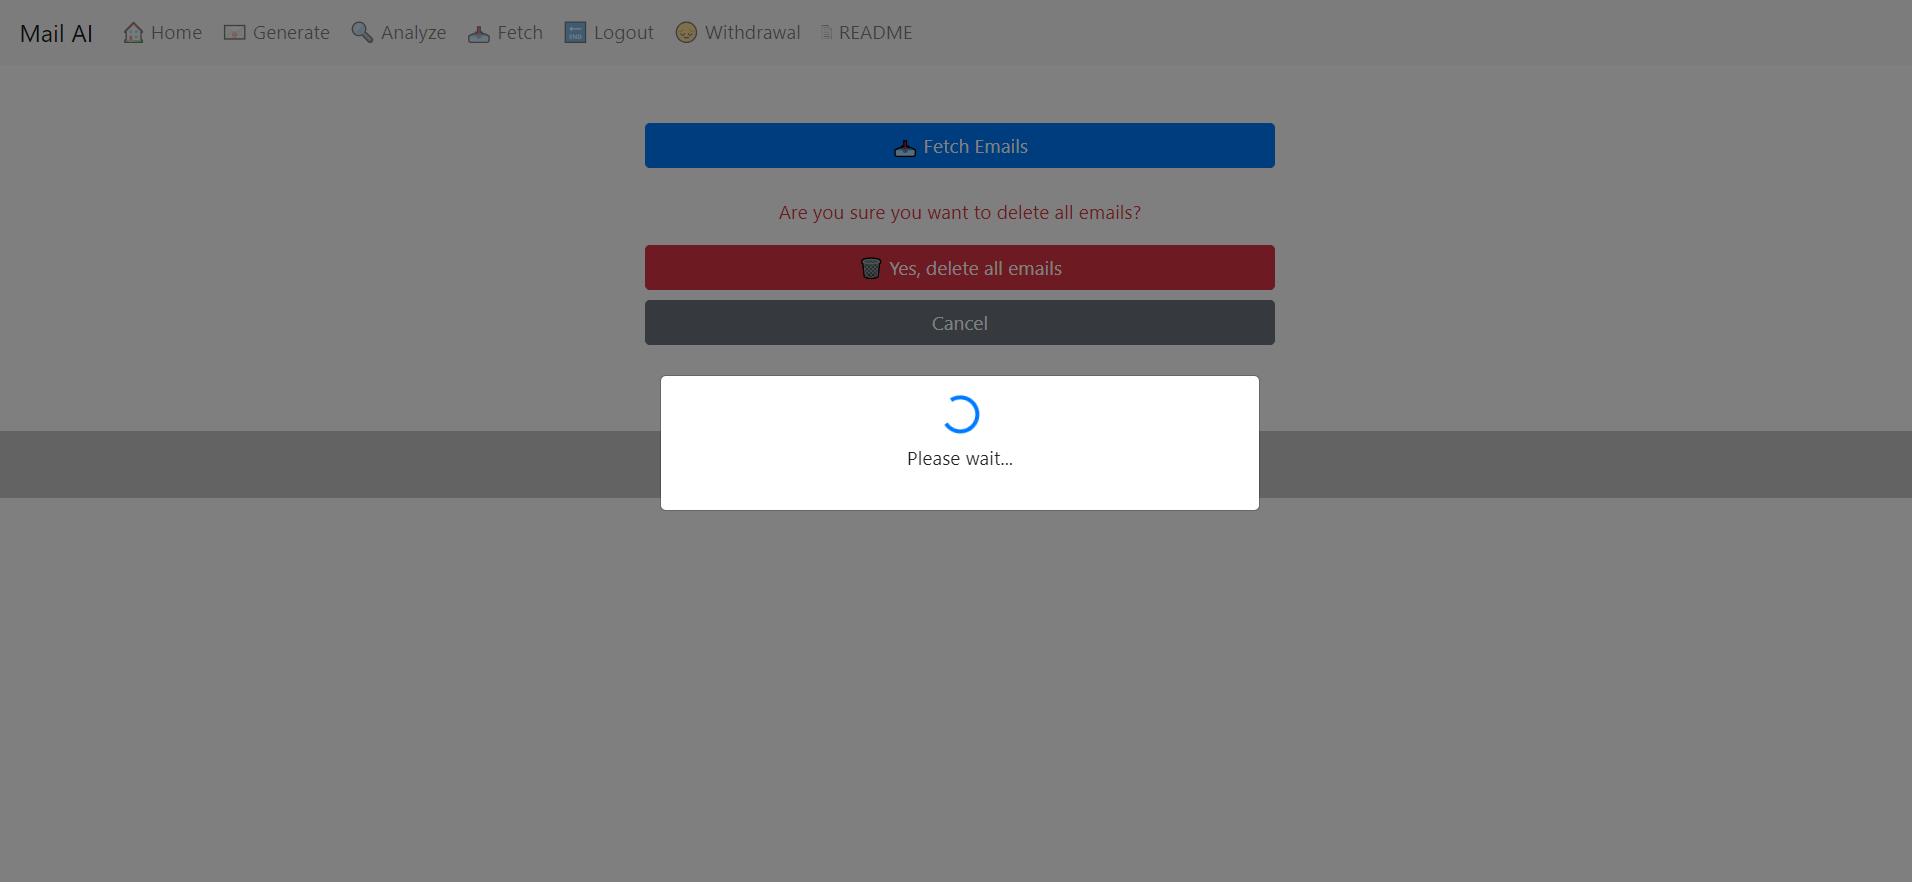 Mail AI Home Generate Analyze Fetch Logout Withdrawal README
Fetch Emails
Are you sure you want to delete all emails?
Yes, delete all emails
Cancel
Please wait...